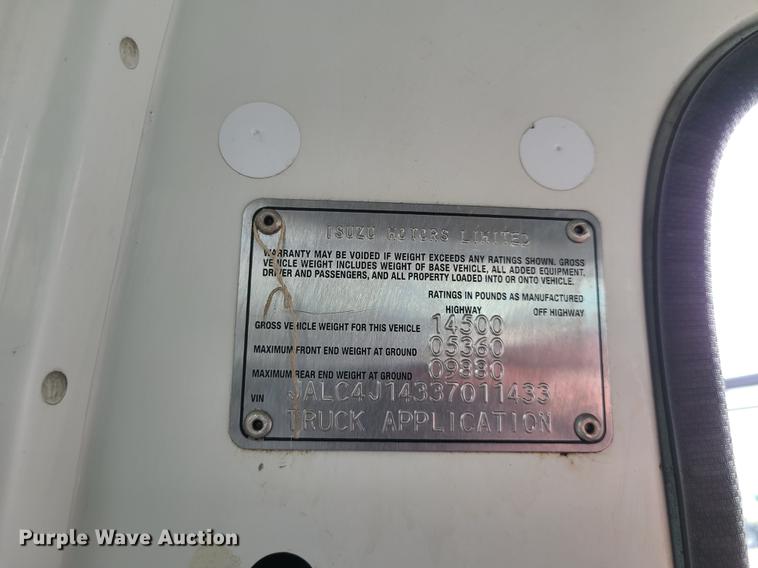 ISUZU MOTORS LIMITED
WARRANTY MAY BE VOIDED IF WEIGHT EXCEEDS ANY RATINGS SHOWN. GROSS
VEHICLE WEIGHT INCLUDES WEIGHT OF BASE VEHICLE, ALL ADDED EQUIPMENT,
DRIVER AND PASSENGERS, AND ALL PROPERTY LOADED INTO OR ONTO VEHICLE.
RATINGS IN POUNDS AS MANUFACTURED
HIGHWAY OFF HIGHWAY
GROSS VEHICLE WEIGHT FOR THIS VEHICLE 14500
MAXIMUM FRONT END WEIGHT AT GROUND 05360
MAXIMUM REAR END WEIGHT AT GROUND 09880
VIN JALC4J14337011433
TRUCK APPLICATION
Purple Wave Auction